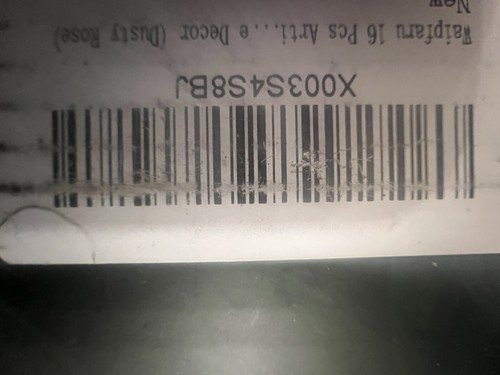 X003S4S8BJ
Waipfaru 16 Pcs Arti...e Decor (Dusty Rose)
New